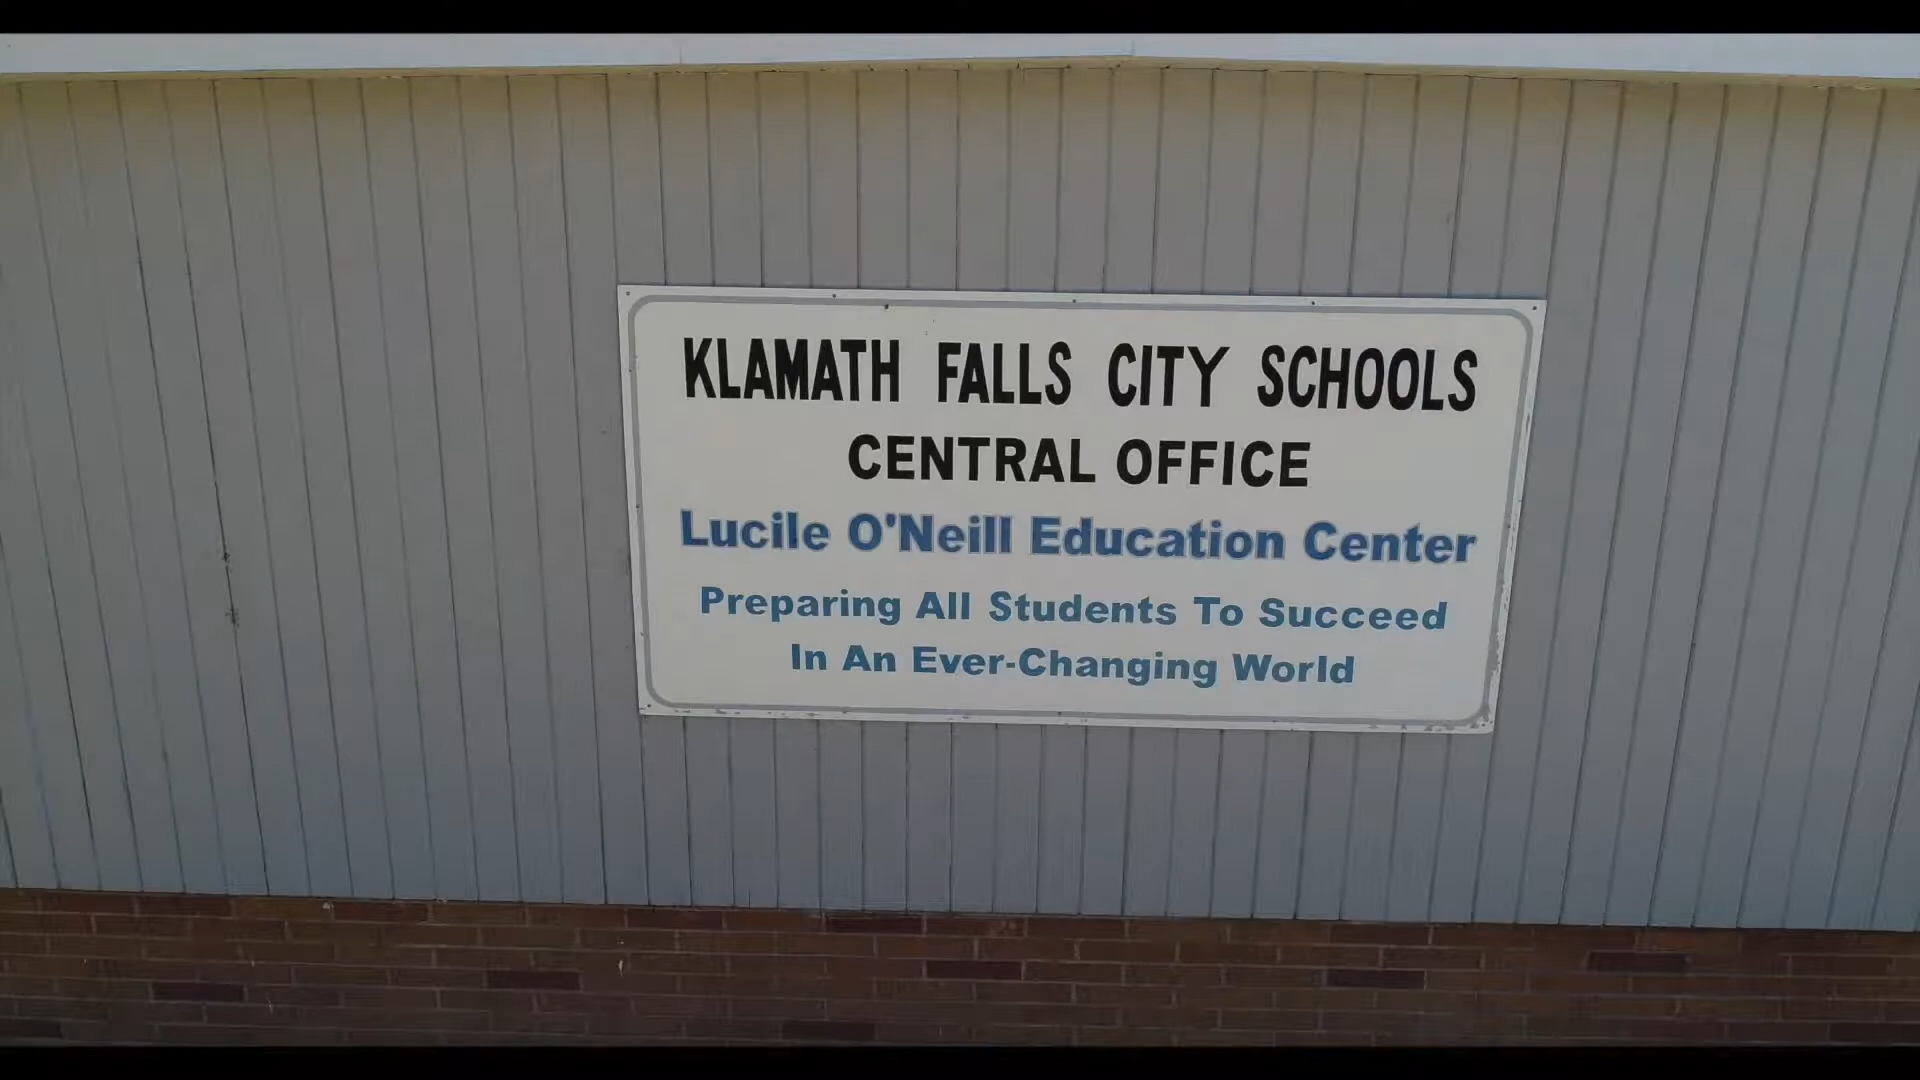 KLAMATH FALLS CITY SCHOOLS
CENTRAL OFFICE
Lucile O'Neill Education Center
Preparing All Students To Succeed
In An Ever-Changing World